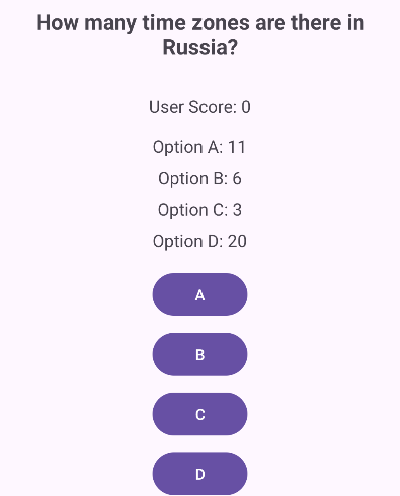 How many time zones are there in
Russia?
User Score: 0
Option A: 11
Option B: 6
Option C: 3
Option D: 20
A
B
C
D